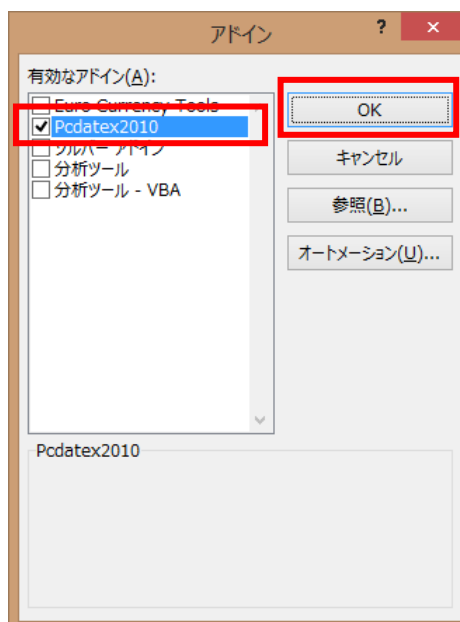 アドイン
? ×
有効なアドイン(A):
Euro Currency Tools
Pcdatex2010
ソルバー アドイン
分析ツール
分析ツール - VBA
OK
キャンセル
参照(B)...
オートメーション(U)...
Pcdatex2010